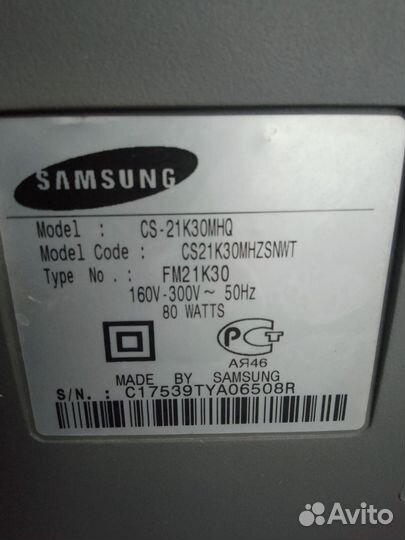 SAMSUNG
Model : CS-21K30MHQ
Model Code : CS21K30MHZSNWT
Type No. : FM21K30
160V-300V~ 50Hz
80 WATTS
РСТ
АЯ46
MADE BY SAMSUNG
S/N. : C17539TYA06508R
Avito